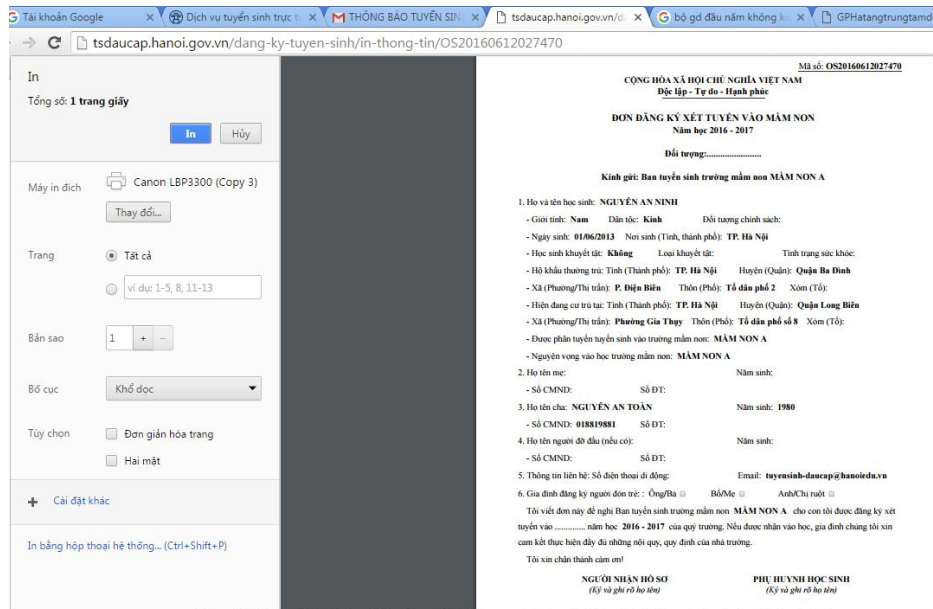 Tài khoản Google
Dịch vụ tuyển sinh trực t
THÔNG BÁO TUYỂN SIN
tsdaucap.hanoi.gov.vn/d
bộ gd đầu năm không k
GPHatangtrungtamd
tsdaucap.hanoi.gov.vn/dang-ky-tuyen-sinh/in-thong-tin/OS20160612027470
In
Tổng số: 1 trang giấy
In Hủy
Máy in đích Canon LBP3300 (Copy 3)
Thay đổi...
Trang Tất cả
ví dụ: 1-5, 8, 11-13
Bản sao 1 + -
Bố cục Khổ dọc
Tùy chọn Đơn giản hóa trang
Hai mặt
+ Cài đặt khác
In bằng hộp thoại hệ thống... (Ctrl+Shift+P)
Mã số: OS20160612027470
CỘNG HÒA XÃ HỘI CHỦ NGHĨA VIỆT NAM
Độc lập - Tự do - Hạnh phúc
ĐƠN ĐĂNG KÝ XÉT TUYỂN VÀO MẦM NON
Năm học 2016 - 2017
Đối tượng:........................
Kính gửi: Ban tuyển sinh trường mầm non MẦM NON A
1. Họ và tên học sinh: NGUYỄN AN NINH
- Giới tính: Nam Dân tộc: Kinh Đối tượng chính sách:
- Ngày sinh: 01/06/2013 Nơi sinh (Tỉnh, thành phố): TP. Hà Nội
- Học sinh khuyết tật: Không Loại khuyết tật: Tình trạng sức khỏe:
- Hộ khẩu thường trú: Tỉnh (Thành phố): TP. Hà Nội Huyện (Quận): Quận Ba Đình
- Xã (Phường/Thị trấn): P. Điện Biên Thôn (Phố): Tổ dân phố 2 Xóm (Tổ):
- Hiện đang cư trú tại: Tỉnh (Thành phố): TP. Hà Nội Huyện (Quận): Quận Long Biên
- Xã (Phường/Thị trấn): Phường Gia Thụy Thôn (Phố): Tổ dân phố số 8 Xóm (Tổ):
- Được phân tuyến tuyển sinh vào trường mầm non: MẦM NON A
- Nguyện vọng vào học trường mầm non: MẦM NON A
2. Họ tên mẹ: Năm sinh:
- Số CMND: Số ĐT:
3. Họ tên cha: NGUYỄN AN TOÀN Năm sinh: 1980
- Số CMND: 018819881 Số ĐT:
4. Họ tên người đỡ đầu (nếu có): Năm sinh:
- Số CMND: Số ĐT:
5. Thông tin liên hệ: Số điện thoại di động: Email: tuyensinh-daucap@hanoiedu.vn
6. Gia đình đăng ký người đón trẻ: : Ông/Bà Bố/Mẹ Anh/Chị ruột
Tôi viết đơn này đề nghị Ban tuyển sinh trường mầm non MẦM NON A cho con tôi được đăng ký xét
tuyển vào .............. năm học 2016 - 2017 của quý trường. Nếu được nhận vào học, gia đình chúng tôi xin
cam kết thực hiện đầy đủ những nội quy, quy định của nhà trường.
Tôi xin chân thành cảm ơn!
NGƯỜI NHẬN HỒ SƠ PHỤ HUYNH HỌC SINH
(Ký và ghi rõ họ tên) (Ký và ghi rõ họ tên)